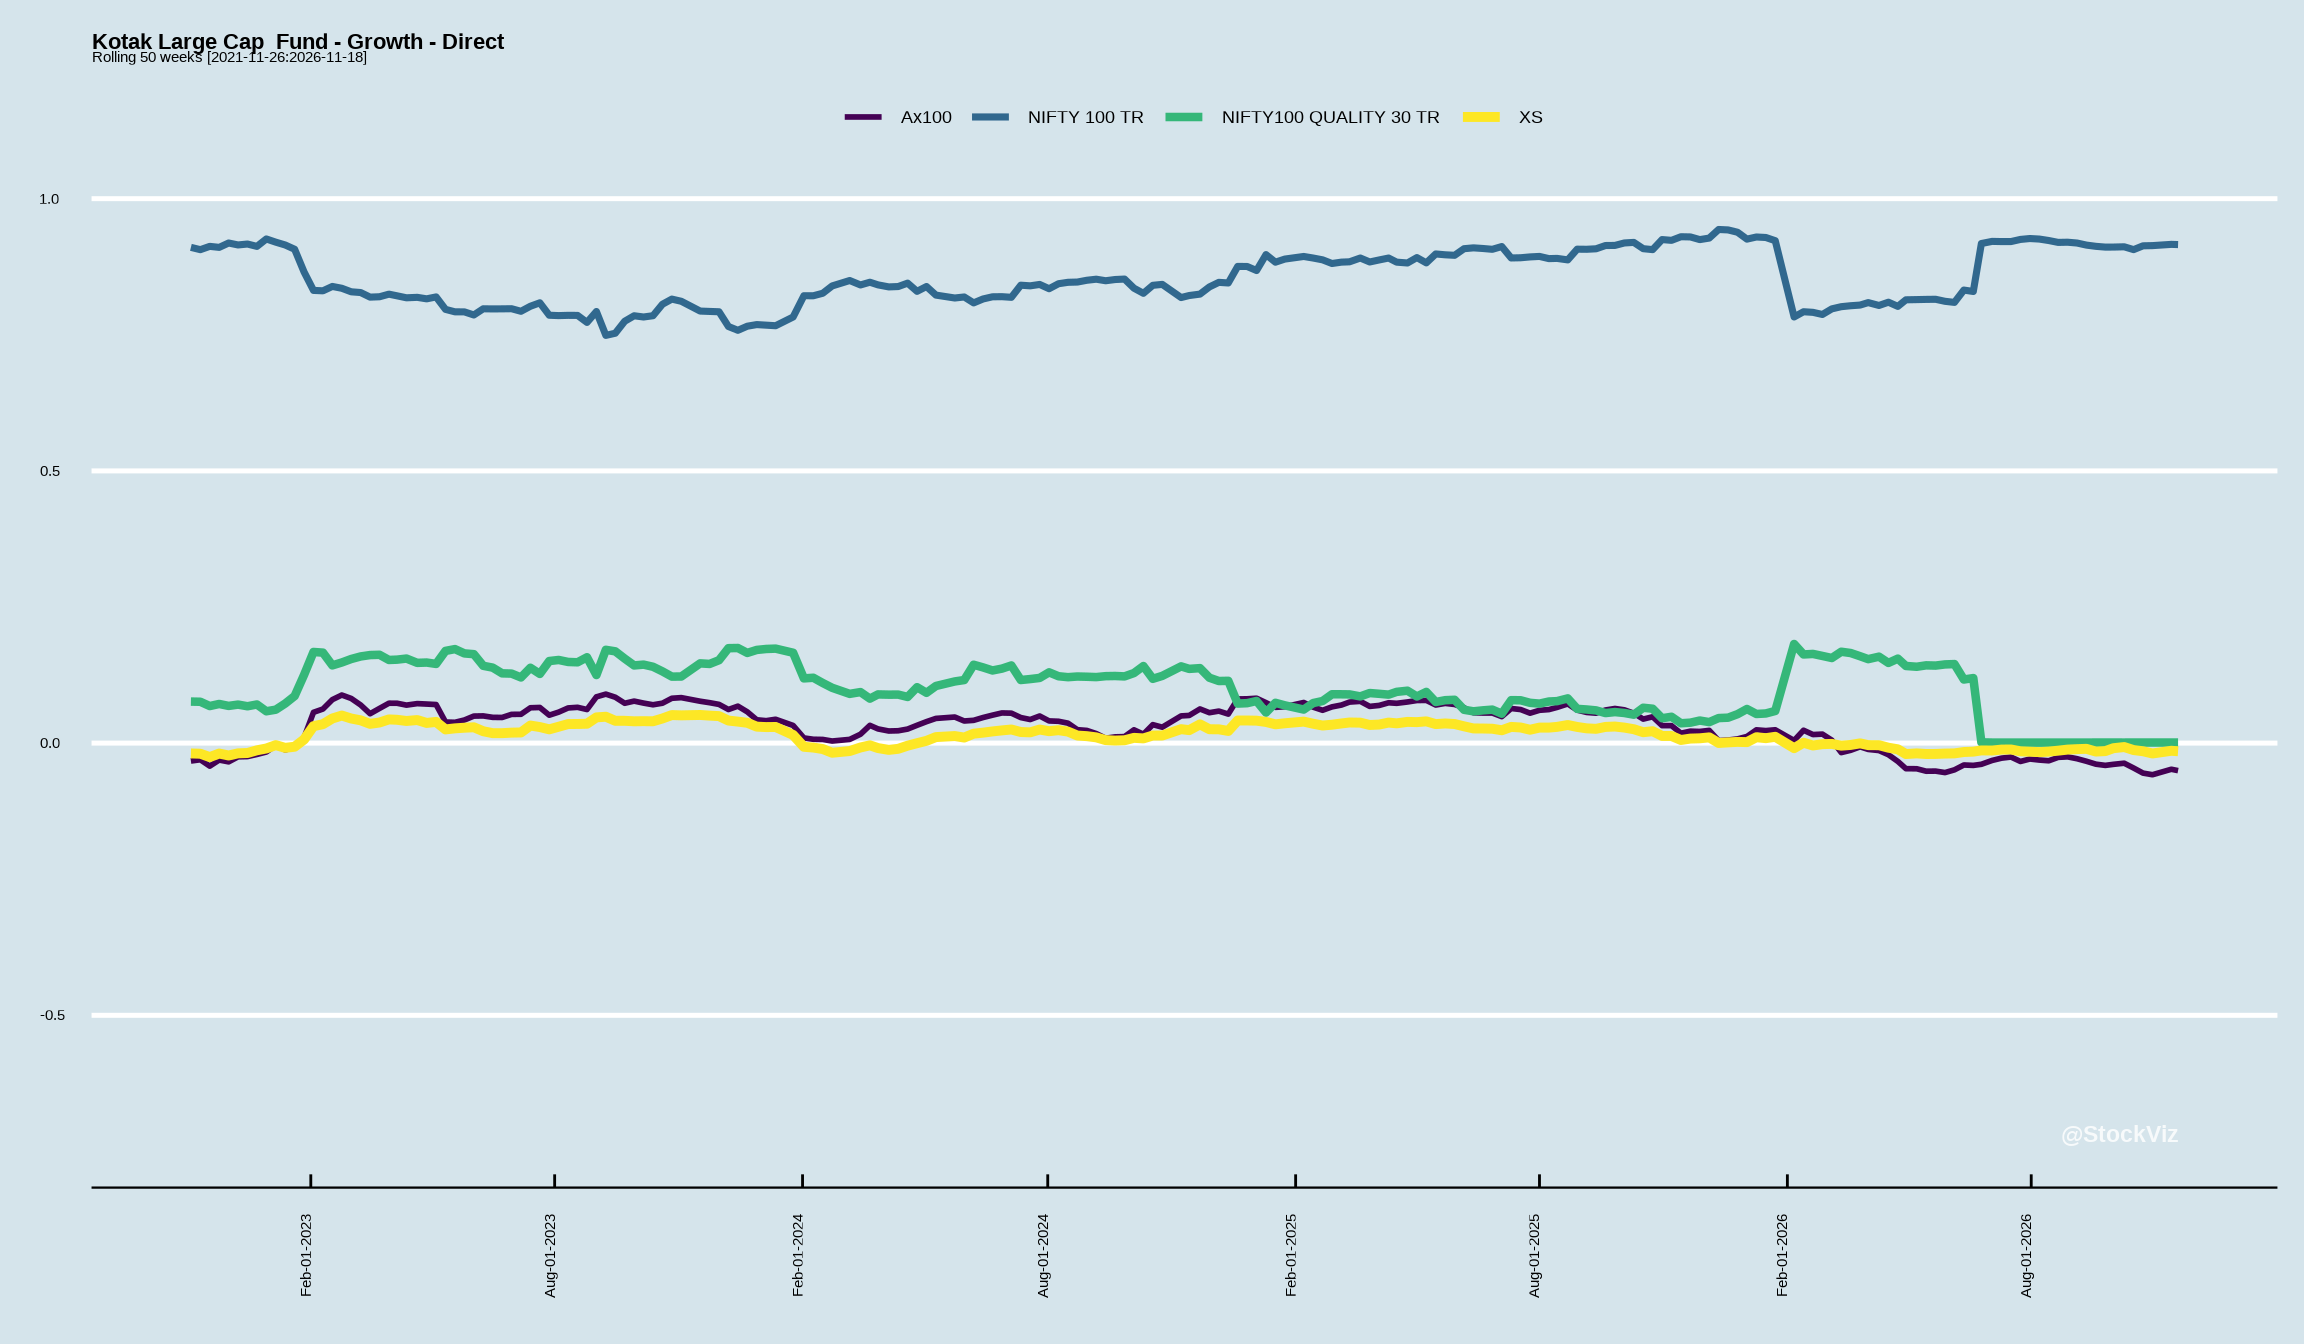 Kotak Large Cap  Fund - Growth - Direct
Rolling 50 weeks [2021-11-26:2026-11-18]
Ax100 NIFTY 100 TR NIFTY100 QUALITY 30 TR XS
1.0
0.5
0.0
-0.5
@StockViz
Feb-01-2023
Aug-01-2023
Feb-01-2024
Aug-01-2024
Feb-01-2025
Aug-01-2025
Feb-01-2026
Aug-01-2026